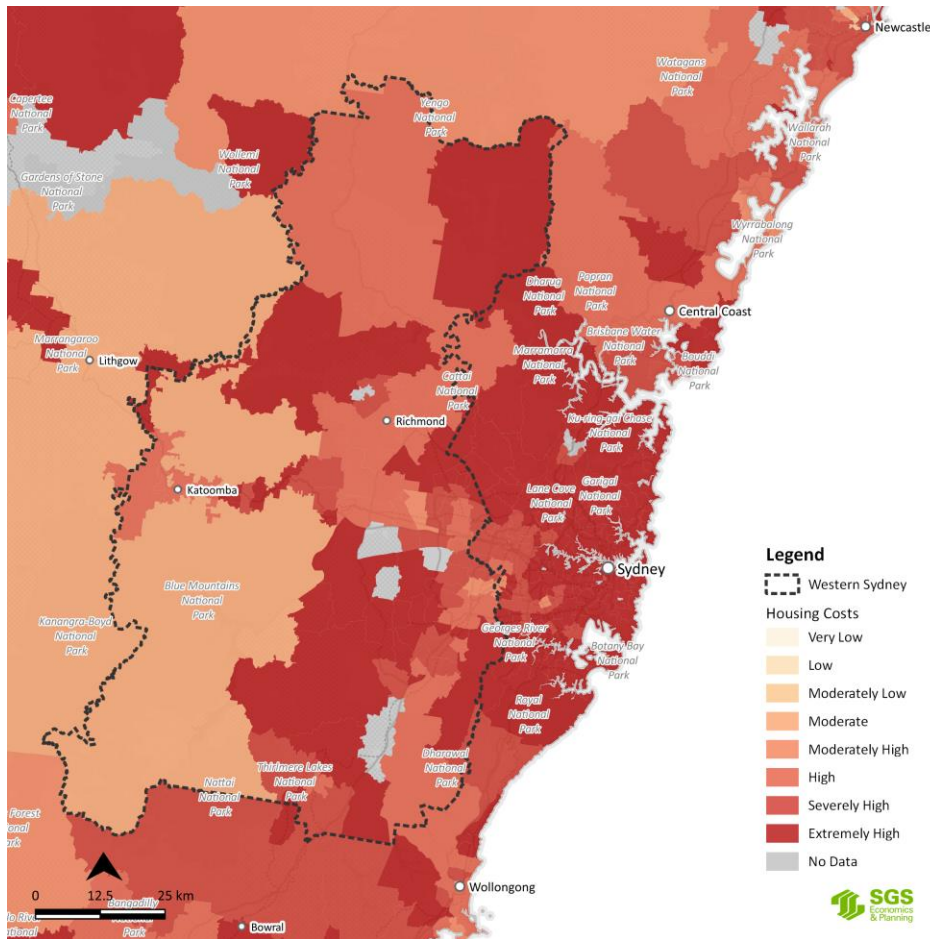 Newcastle
Watagans
National
Park
Capertee
National
Park
Yengo
National
Park
Wallarah
National
Park
Wollemi
National
Park
Gardens of Stone
National
Park
Wyrrabalong
National
Park
Dharug
National
Park
Popran
National
Park
Central Coast
Marrangaroo
National
Park
Lithgow
Brisbane Water
National
Park
Marramarra
National
Park
Bouddi
National
Park
Cattai
National
Park
Richmond
Ku-ring-gai Chase
National
Park
Katoomba
Lane Cove
National
Park
Garigal
National
Park
Sydney
Blue Mountains
National
Park
Kanangra-Boyd
National
Park
Georges River
National
Park
Botany Bay
National
Park
Royal
National
Park
Dharawal
National
Park
Thirlmere Lakes
National
Park
Nattai
National
Park
Forest
ional
ark
Wollongong
Bowral
0 12.5 25 km
Legend
Western Sydney
Housing Costs
Very Low
Low
Moderately Low
Moderate
Moderately High
High
Severely High
Extremely High
No Data
SGS
Economics
& Planning